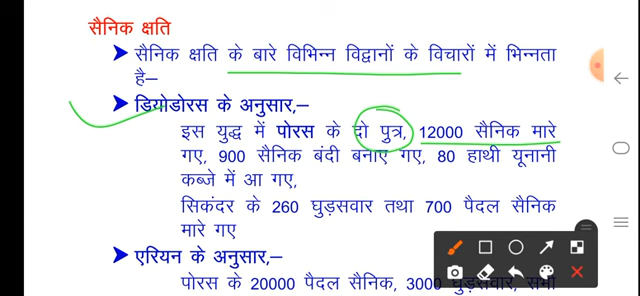 सैनिक क्षति
सैनिक क्षति के बारे विभिन्न विद्वानों के विचारों में भिन्नता
है–
डियोडोरस के अनुसार,–
इस युद्ध में पोरस के दो पुत्र, 12000 सैनिक मारे
गए, 900 सैनिक बंदी बनाए गए, 80 हाथी यूनानी
कब्जे में आ गए,
सिकंदर के 260 घुड़सवार तथा 700 पैदल सैनिक
मारे गए
एरियन के अनुसार,–
पोरस के 20000 पैदल सैनिक, 3000 घुड़सवार, सभी